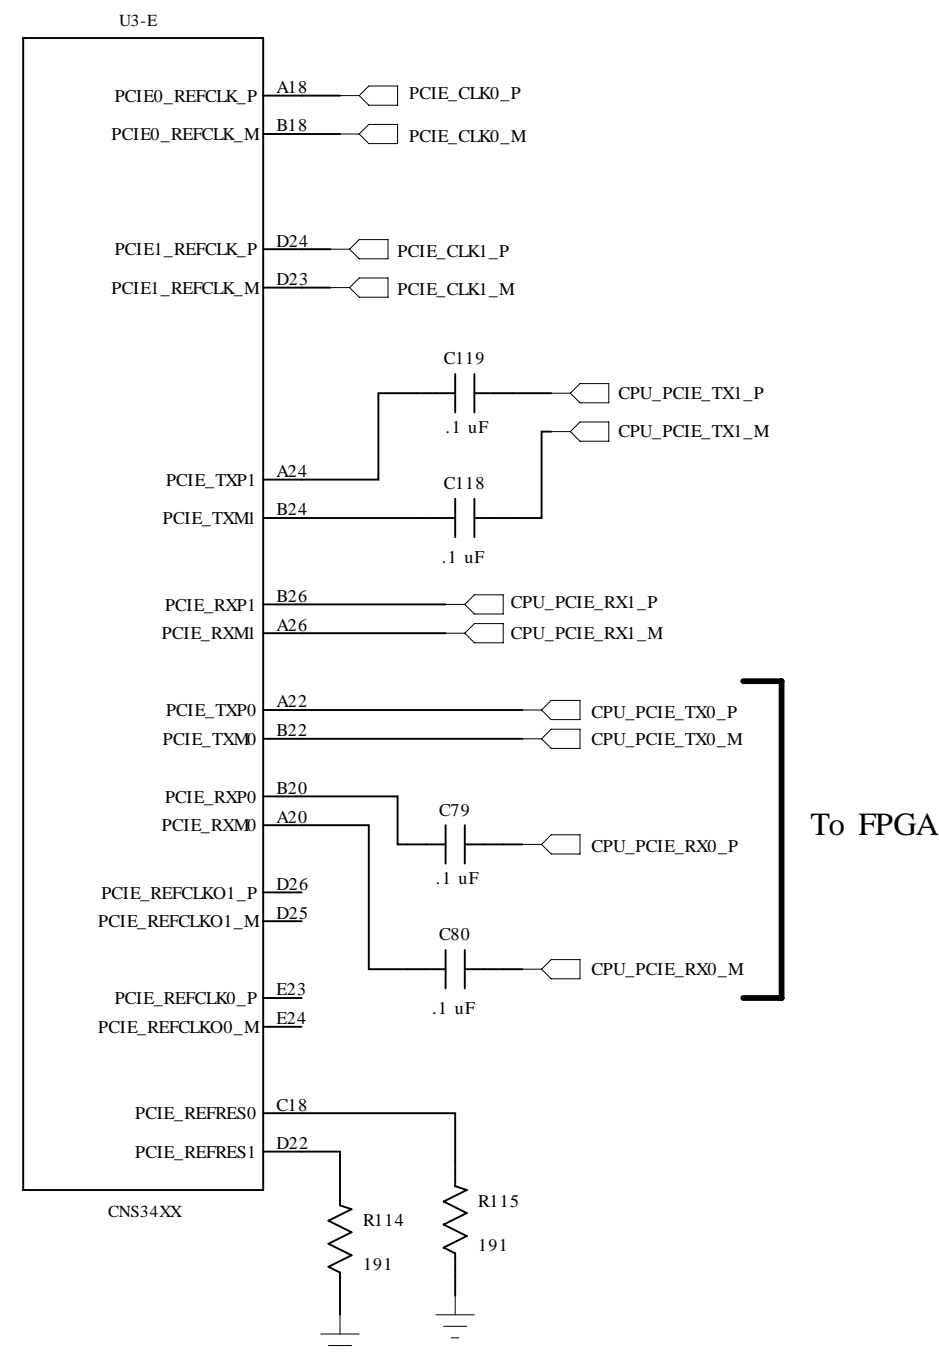 U3-E
PCIE0_REFCLK_P A18 PCIE_CLK0_P
PCIE0_REFCLK_M B18 PCIE_CLK0_M
PCIE1_REFCLK_P D24 PCIE_CLK1_P
PCIE1_REFCLK_M D23 PCIE_CLK1_M
C119
CPU_PCIE_TX1_P
.1 uF
CPU_PCIE_TX1_M
PCIE_TXP1 A24
C118
PCIE_TXM1 B24
.1 uF
PCIE_RXP1 B26 CPU_PCIE_RX1_P
PCIE_RXM1 A26 CPU_PCIE_RX1_M
PCIE_TXP0 A22 CPU_PCIE_TX0_P
PCIE_TXM0 B22 CPU_PCIE_TX0_M
PCIE_RXP0 B20
C79
PCIE_RXM0 A20
To FPGA
CPU_PCIE_RX0_P
.1 uF
PCIE_REFCLKO1_P D26
PCIE_REFCLKO1_M D25
C80
CPU_PCIE_RX0_M
PCIE_REFCLK0_P E23
.1 uF
PCIE_REFCLKO0_M E24
PCIE_REFRES0 C18
PCIE_REFRES1 D22
CNS34XX
R115
R114
191
191